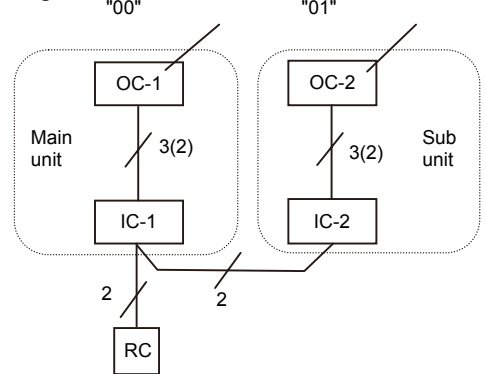 "00"
"01"
OC-1
OC-2
Main
unit
3(2)
3(2)
Sub
unit
IC-1
IC-2
2
2
RC